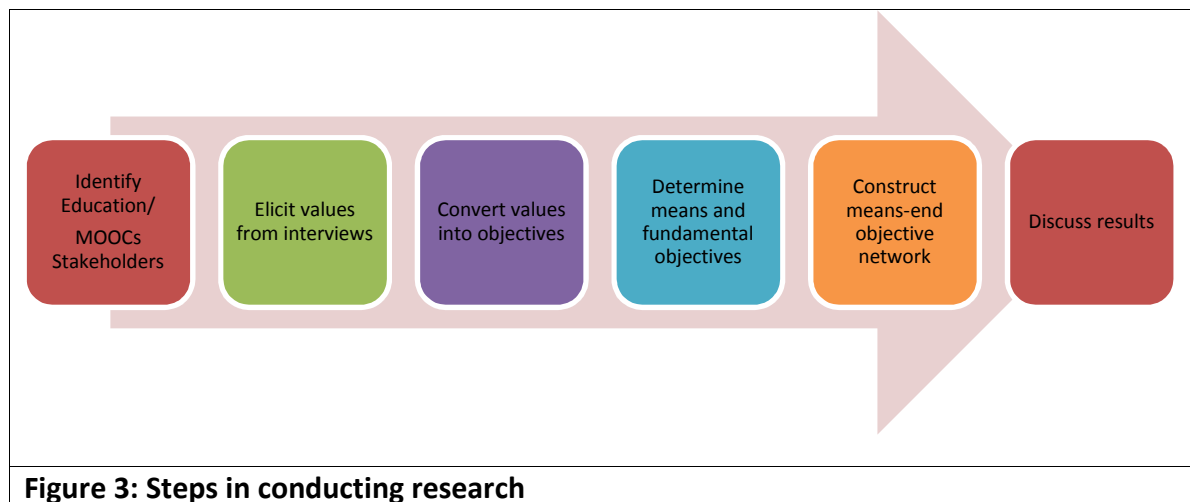 Identify
Education/
MOOCs
Stakeholders
Elicit values
from interviews
Convert values
into objectives
Determine
means and
fundamental
objectives
Construct
means-end
objective
network
Discuss results
Figure 3: Steps in conducting research